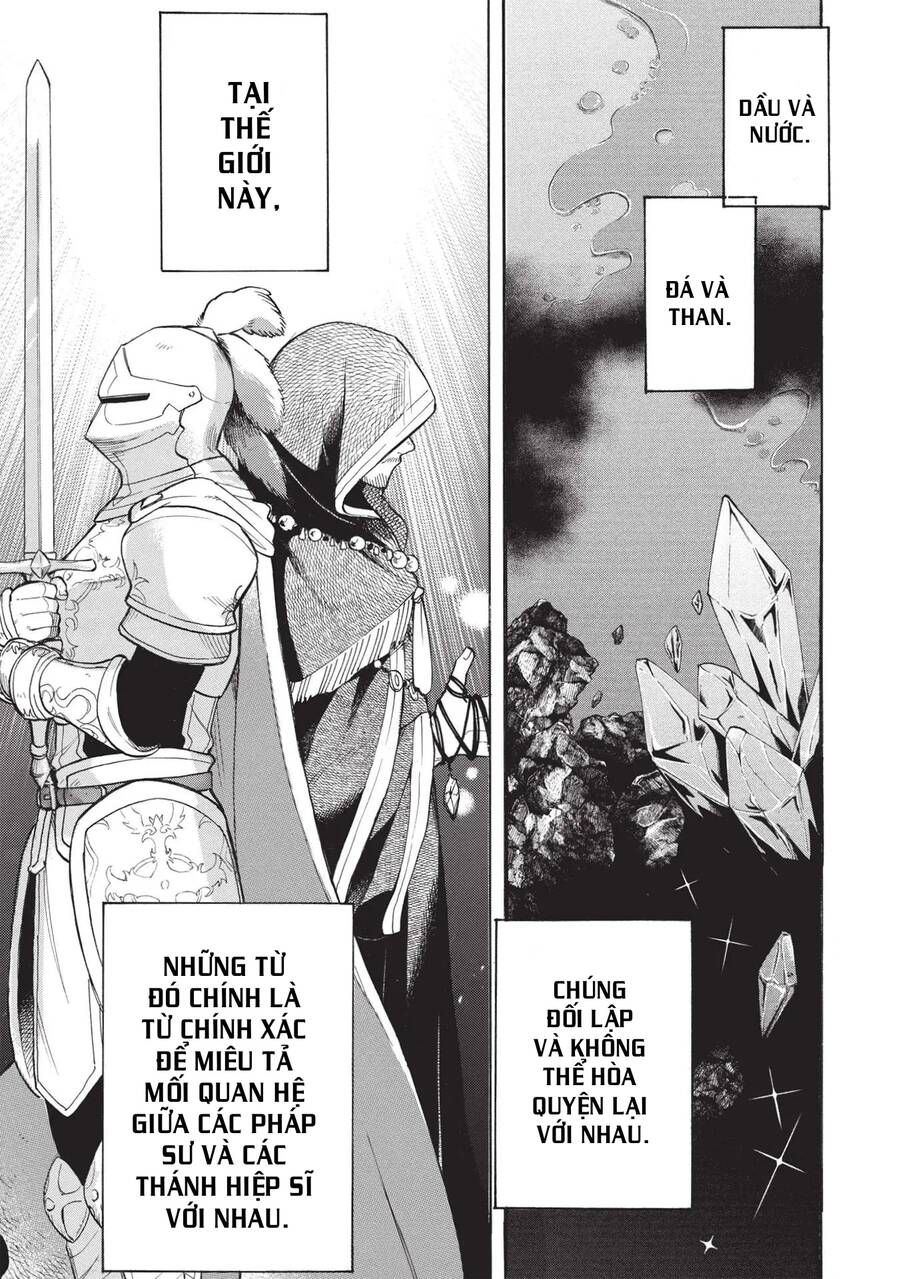 DẦU VÀ
NƯỚC.
ĐÁ VÀ
THAN.
CHÚNG
ĐỐI LẬP
VÀ KHÔNG
THỂ HÒA
QUYỆN LẠI
VỚI NHAU.
TẠI
THẾ
GIỚI
NÀY,
NHỮNG TỪ
ĐÓ CHÍNH LÀ
TỪ CHÍNH XÁC
ĐỂ MIÊU TẢ
MỐI QUAN HỆ
GIỮA CÁC PHÁP
SƯ VÀ CÁC
THÁNH HIỆP SĨ
VỚI NHAU.